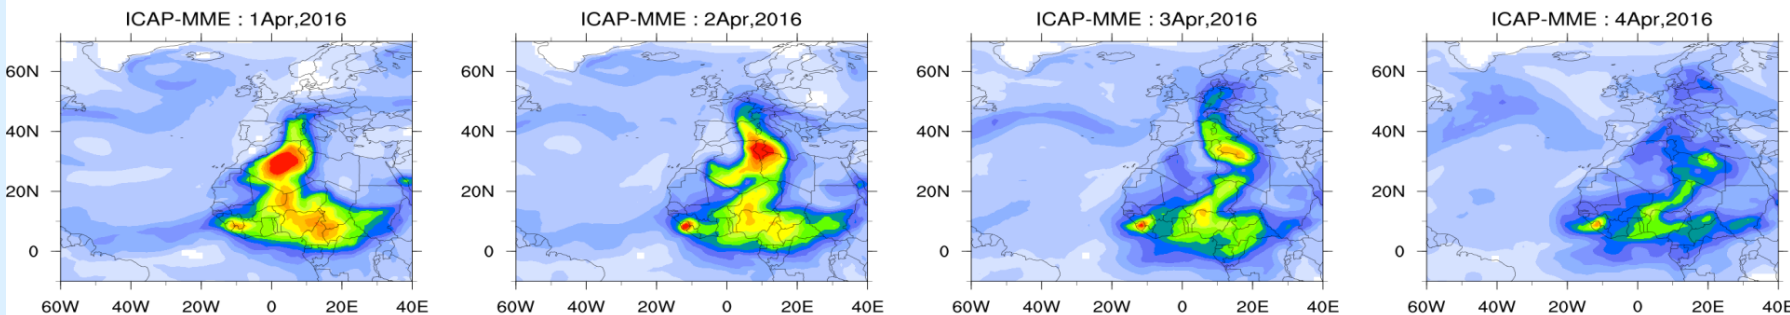 ICAP-MME : 1Apr,2016
60N
40N
20N
0
60W 40W 20W 0 20E 40E
ICAP-MME : 2Apr,2016
60N
40N
20N
0
60W 40W 20W 0 20E 40E
ICAP-MME : 3Apr,2016
60N
40N
20N
0
60W 40W 20W 0 20E 40E
ICAP-MME : 4Apr,2016
60N
40N
20N
0
60W 40W 20W 0 20E 40E